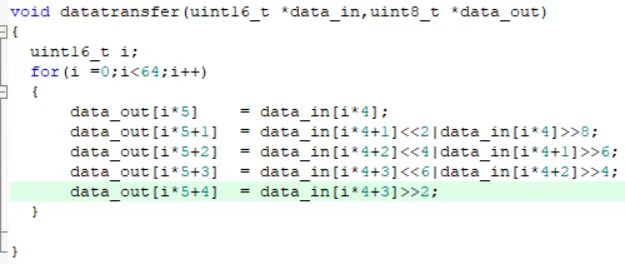 void datatransfer(uint16_t *data_in,uint8_t *data_out)
{
uint16_t i;
for(i =0;i<64;i++)
{
data_out[i*5] = data_in[i*4];
data_out[i*5+1] = data_in[i*4+1]<<2|data_in[i*4]>>8;
data_out[i*5+2] = data_in[i*4+2]<<4|data_in[i*4+1]>>6;
data_out[i*5+3] = data_in[i*4+3]<<6|data_in[i*4+2]>>4;
data_out[i*5+4] = data_in[i*4+3]>>2;
}
}